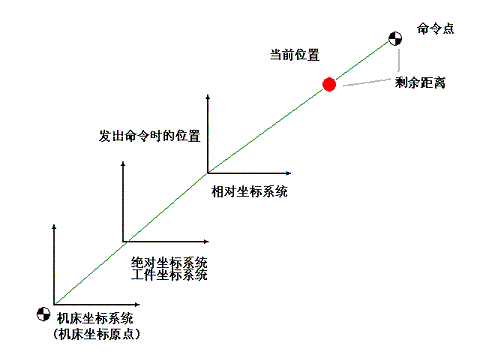 命令点
当前位置
剩余距离
发出命令时的位置
相对坐标系统
绝对坐标系统
工件坐标系统
机床坐标系统
(机床坐标原点)